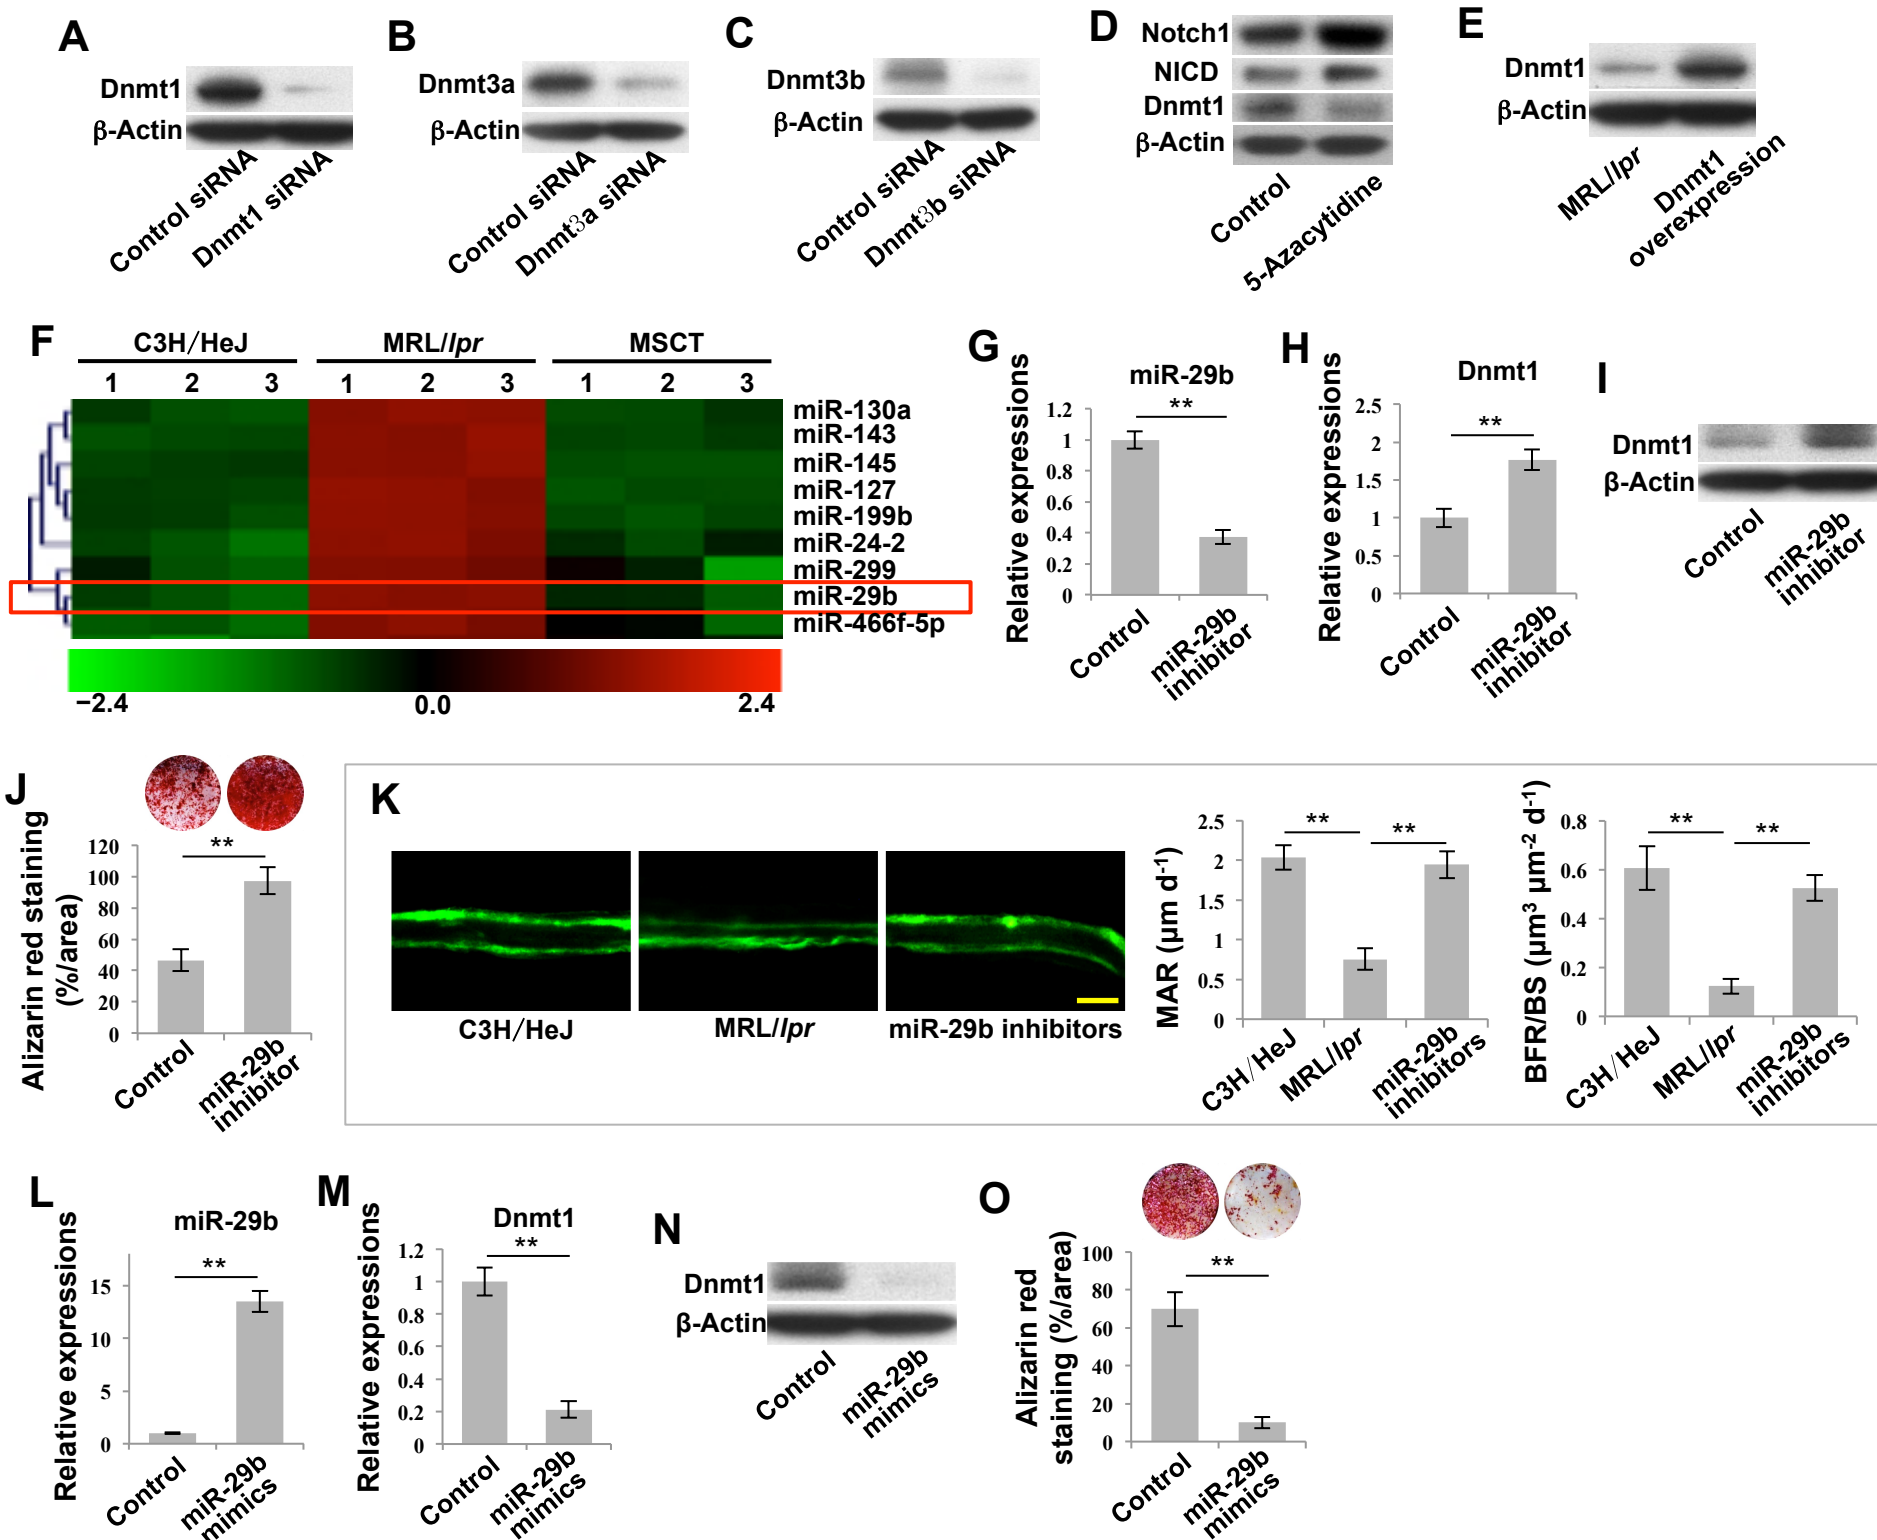 A
Dnmt1
β-Actin
Control siRNA
Dnmt1 siRNA
B
Dnmt3a
β-Actin
Control siRNA
Dnmt3a siRNA
C
Dnmt3b
β-Actin
Control siRNA
Dnmt3b siRNA
D
Notch1
NICD
Dnmt1
β-Actin
Control
5-Azacytidine
E
Dnmt1
β-Actin
MRL/lpr
Dnmt1
overexpression
F
C3H/HeJ MRL/lpr MSCT
1 2 3 1 2 3 1 2 3
miR-130a
miR-143
miR-145
miR-127
miR-199b
miR-24-2
miR-299
miR-29b
miR-466f-5p
−2.4 0.0 2.4
G
miR-29b
Relative expressions
**
1.2
1
0.8
0.6
0.4
0.2
0
Control
miR-29b
inhibitor
H
Dnmt1
Relative expressions
**
2.5
2
1.5
1
0.5
0
Control
miR-29b
inhibitor
I
Dnmt1
β-Actin
Control
miR-29b
inhibitor
J
Alizarin red staining
(%/area)
**
120
100
80
60
40
20
0
Control
miR-29b
inhibitor
K
C3H/HeJ
MRL/lpr
miR-29b inhibitors
MAR (µm d-1)
** **
2.5
2
1.5
1
0.5
0
C3H/HeJ
MRL/lpr
miR-29b
inhibitors
BFR/BS (µm3 µm-2 d-1)
** **
0.8
0.6
0.4
0.2
0
C3H/HeJ
MRL/lpr
miR-29b
inhibitors
L
miR-29b
Relative expressions
**
15
10
5
0
Control
miR-29b
mimics
M
Dnmt1
Relative expressions
**
1.2
1
0.8
0.6
0.4
0.2
0
Control
miR-29b
mimics
N
Dnmt1
β-Actin
Control
miR-29b
mimics
O
Alizarin red
staining (%/area)
**
100
80
60
40
20
0
Control
miR-29b
mimics